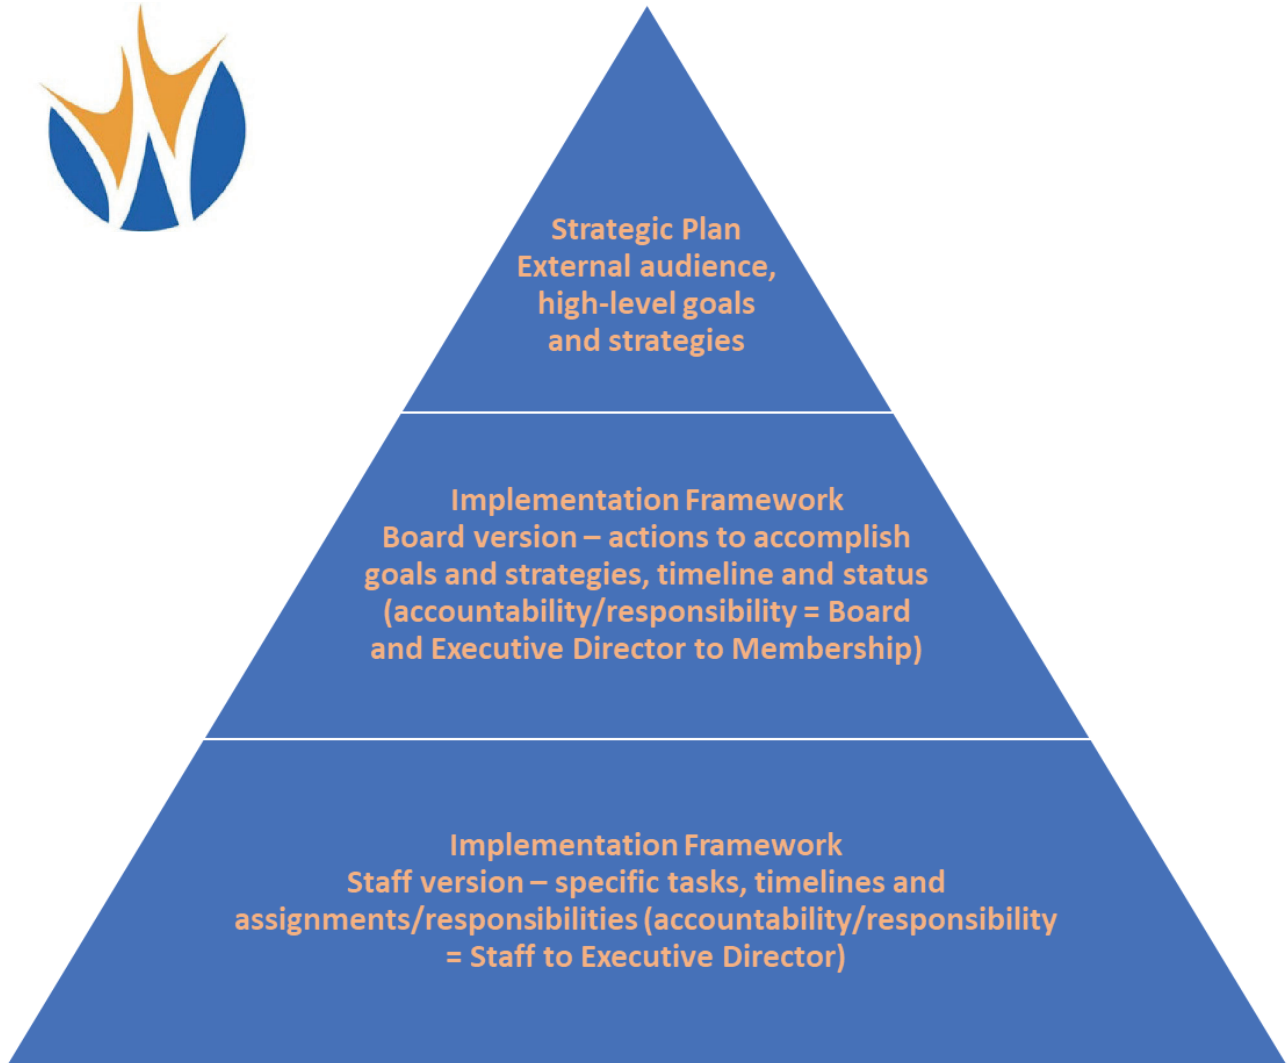 Strategic Plan
External audience,
high-level goals
and strategies
Implementation Framework
Board version – actions to accomplish
goals and strategies, timeline and status
(accountability/responsibility = Board
and Executive Director to Membership)
Implementation Framework
Staff version – specific tasks, timelines and
assignments/responsibilities (accountability/responsibility
= Staff to Executive Director)